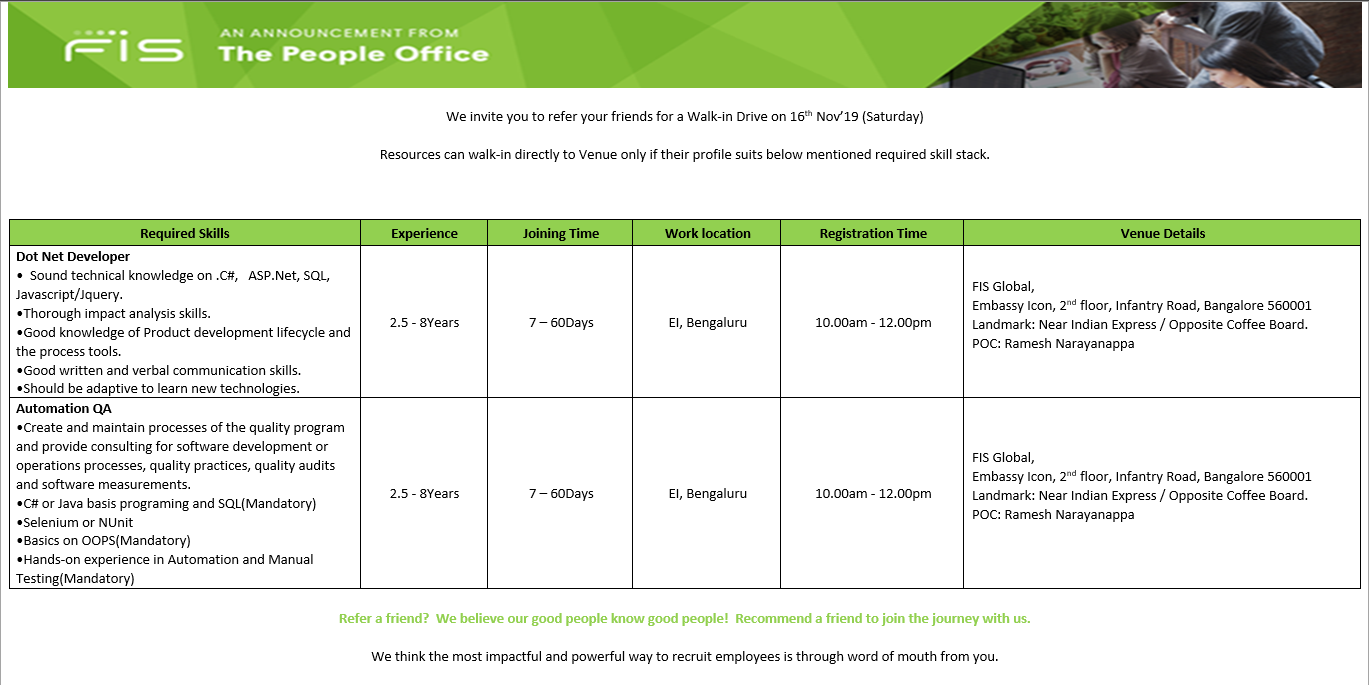 FIS
AN ANNOUNCEMENT FROM
The People Office
We invite you to refer your friends for a Walk-in Drive on 16th Nov’19 (Saturday)
Resources can walk-in directly to Venue only if their profile suits below mentioned required skill stack.
Required Skills Experience Joining Time Work location Registration Time Venue Details
Dot Net Developer
• Sound technical knowledge on .C#, ASP.Net, SQL,
Javascript/Jquery.
•Thorough impact analysis skills.
•Good knowledge of Product development lifecycle and
the process tools.
•Good written and verbal communication skills.
•Should be adaptive to learn new technologies.
2.5 - 8Years
7 – 60Days
EI, Bengaluru
10.00am - 12.00pm
FIS Global,
Embassy Icon, 2nd floor, Infantry Road, Bangalore 560001
Landmark: Near Indian Express / Opposite Coffee Board.
POC: Ramesh Narayanappa
Automation QA
•Create and maintain processes of the quality program
and provide consulting for software development or
operations processes, quality practices, quality audits
and software measurements.
•C# or Java basis programing and SQL(Mandatory)
•Selenium or NUnit
•Basics on OOPS(Mandatory)
•Hands-on experience in Automation and Manual
Testing(Mandatory)
2.5 - 8Years
7 – 60Days
EI, Bengaluru
10.00am - 12.00pm
FIS Global,
Embassy Icon, 2nd floor, Infantry Road, Bangalore 560001
Landmark: Near Indian Express / Opposite Coffee Board.
POC: Ramesh Narayanappa
Refer a friend? We believe our good people know good people! Recommend a friend to join the journey with us.
We think the most impactful and powerful way to recruit employees is through word of mouth from you.